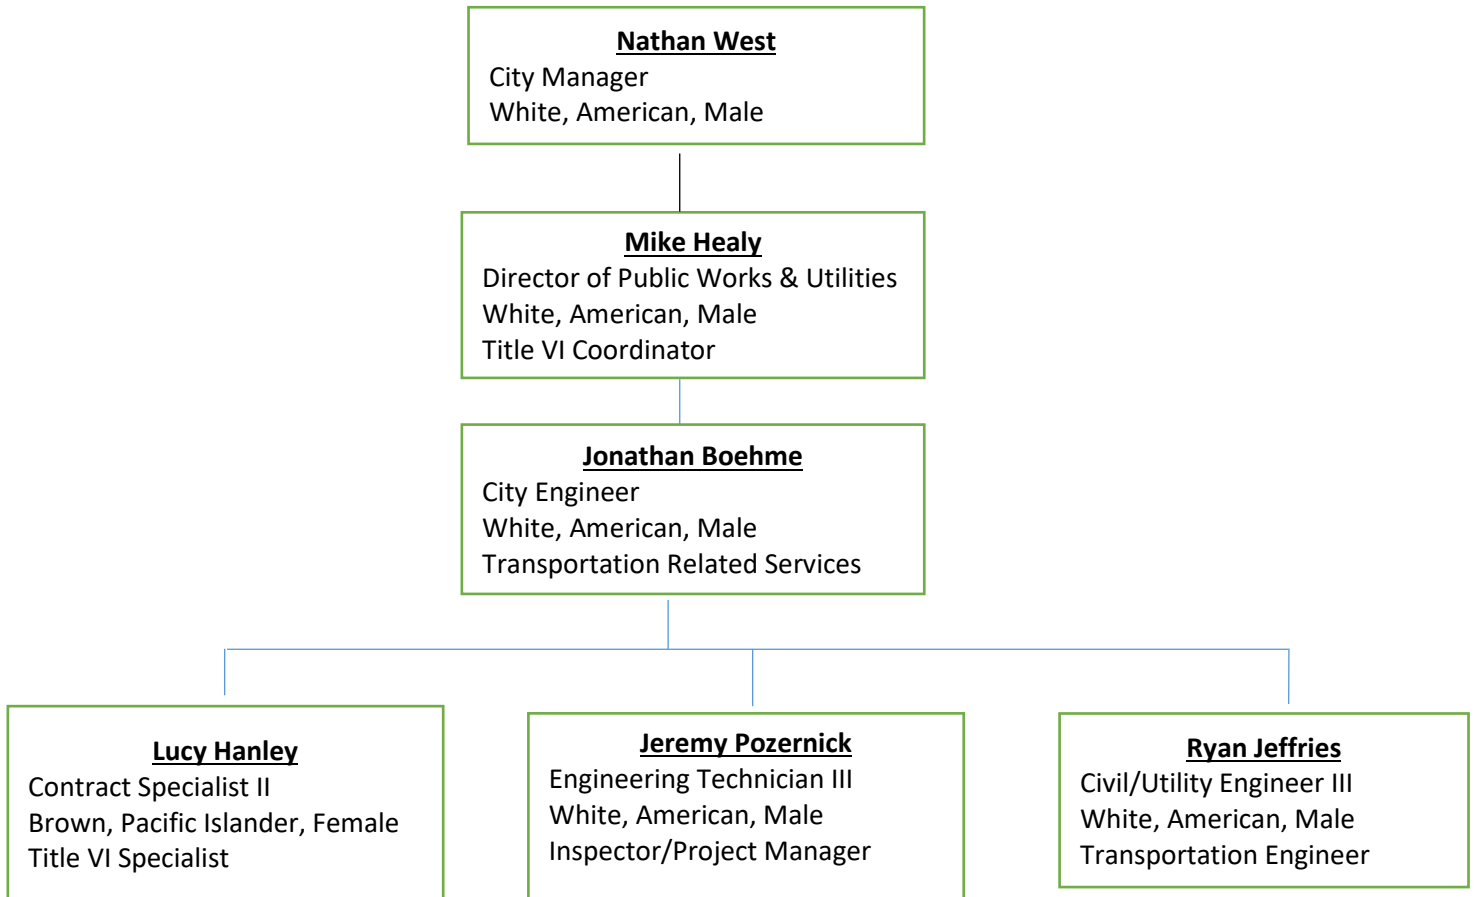 Nathan West
City Manager
White, American, Male
Mike Healy
Director of Public Works & Utilities
White, American, Male
Title VI Coordinator
Jonathan Boehme
City Engineer
White, American, Male
Transportation Related Services
Lucy Hanley
Contract Specialist II
Brown, Pacific Islander, Female
Title VI Specialist
Jeremy Pozernick
Engineering Technician III
White, American, Male
Inspector/Project Manager
Ryan Jeffries
Civil/Utility Engineer III
White, American, Male
Transportation Engineer